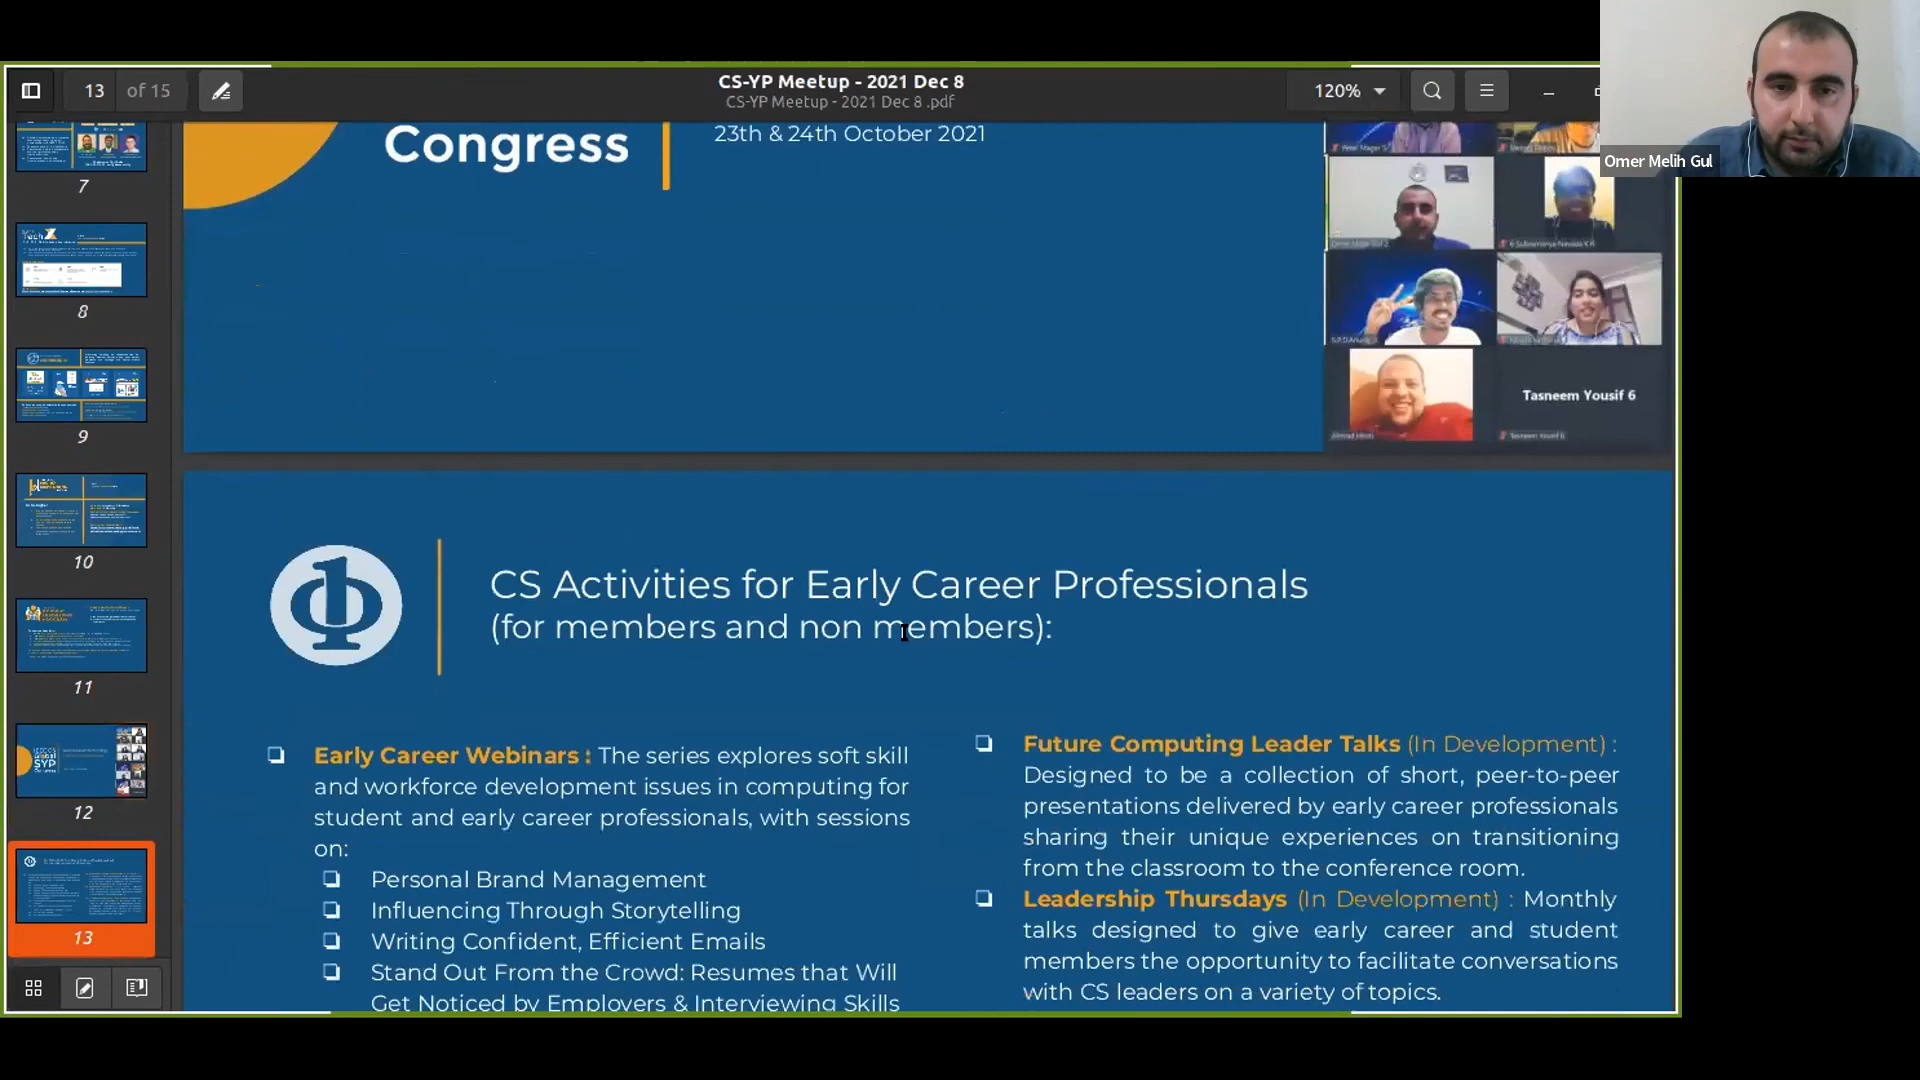 13 of 15
CS-YP Meetup - 2021 Dec 8
CS-YP Meetup - 2021 Dec 8 .pdf
120%
Omer Melih Gul
7
8
9
10
11
12
13
Congress
23th & 24th October 2021
Tasneem Yousif 6
Tasneem Yousif 6
CS Activities for Early Career Professionals
(for members and non members):
Early Career Webinars : The series explores soft skill
and workforce development issues in computing for
student and early career professionals, with sessions
on:
Personal Brand Management
Influencing Through Storytelling
Writing Confident, Efficient Emails
Stand Out From the Crowd: Resumes that Will
Get Noticed by Employers & Interviewing Skills
Future Computing Leader Talks (In Development) :
Designed to be a collection of short, peer-to-peer
presentations delivered by early career professionals
sharing their unique experiences on transitioning
from the classroom to the conference room.
Leadership Thursdays (In Development) : Monthly
talks designed to give early career and student
members the opportunity to facilitate conversations
with CS leaders on a variety of topics.